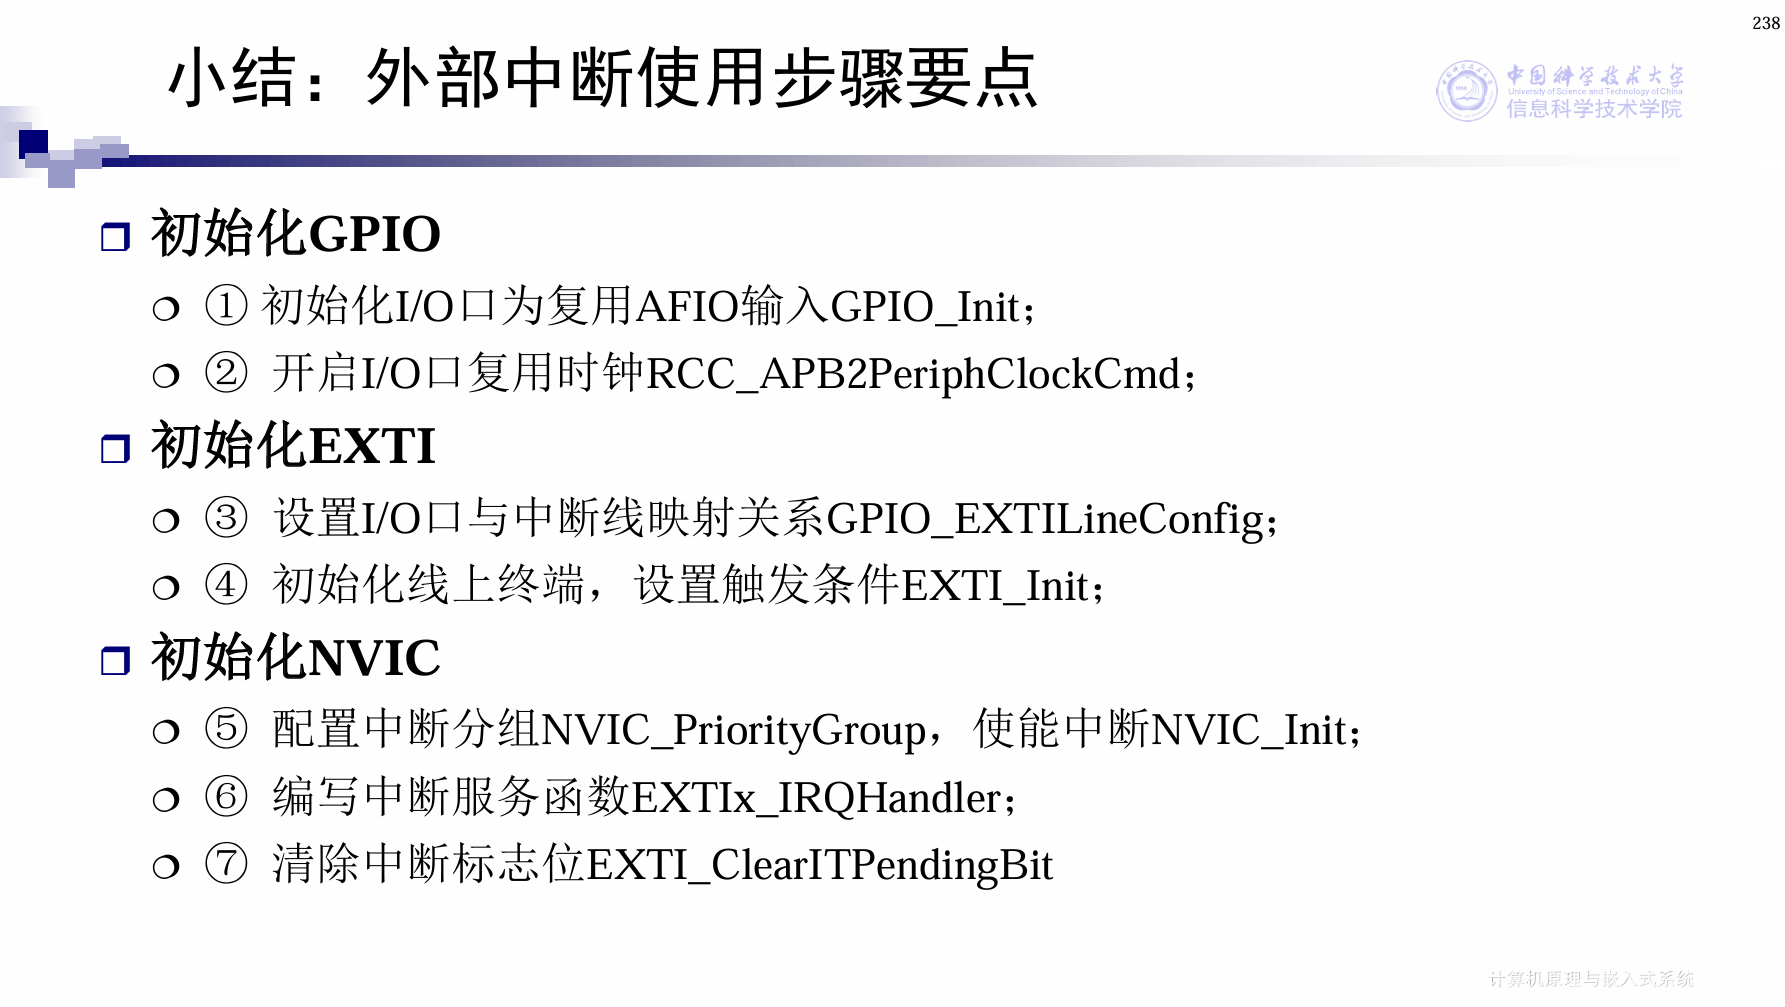 238
小结：外部中断使用步骤要点
中国科学技术大学
University of Science and Technology of China
信息科学技术学院
初始化GPIO
① 初始化I/O口为复用AFIO输入GPIO_Init；
② 开启I/O口复用时钟RCC_APB2PeriphClockCmd；
初始化EXTI
③ 设置I/O口与中断线映射关系GPIO_EXTILineConfig；
④ 初始化线上终端，设置触发条件EXTI_Init；
初始化NVIC
⑤ 配置中断分组NVIC_PriorityGroup，使能中断NVIC_Init；
⑥ 编写中断服务函数EXTIx_IRQHandler；
⑦ 清除中断标志位EXTI_ClearITPendingBit
计算机原理与嵌入式系统